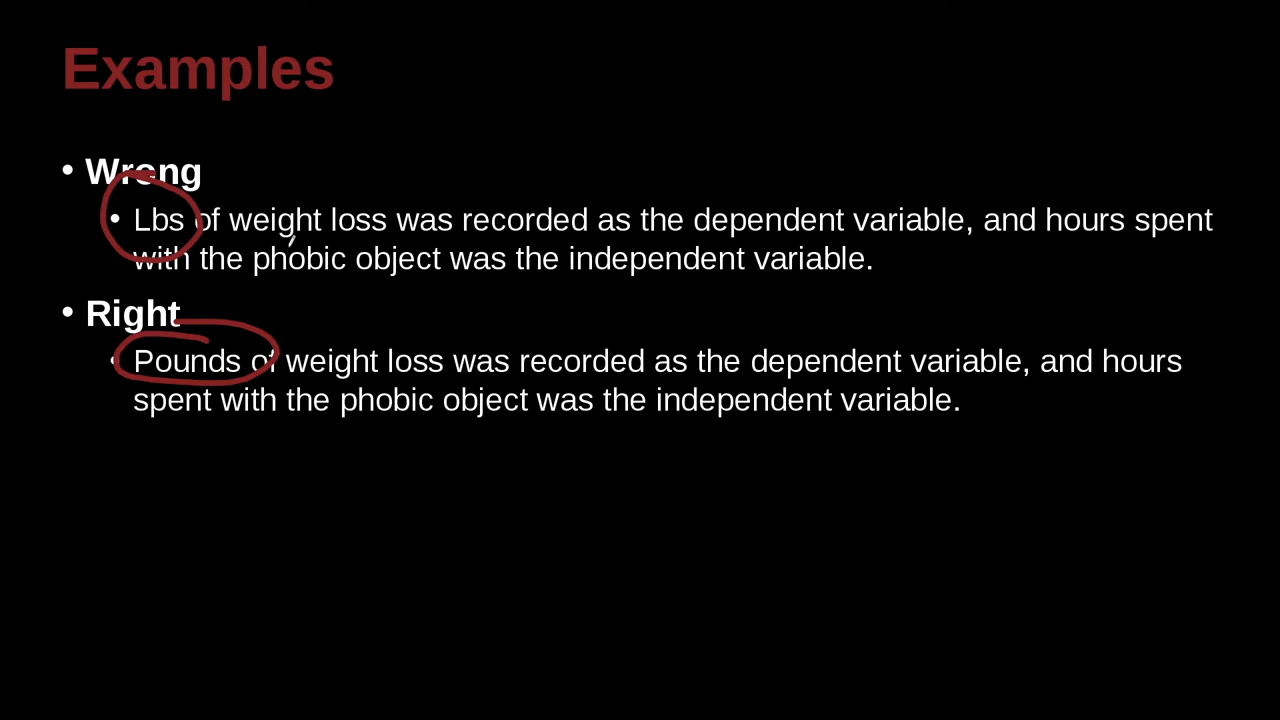 Examples
• Wrong
• Lbs of weight loss was recorded as the dependent variable, and hours spent
with the phobic object was the independent variable.
• Right
• Pounds of weight loss was recorded as the dependent variable, and hours
spent with the phobic object was the independent variable.